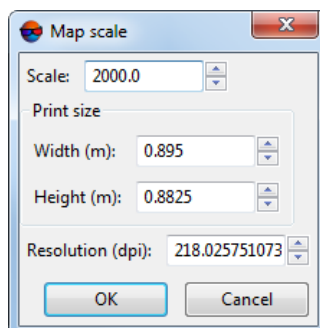 Map scale
Scale: 2000.0
Print size
Width (m): 0.895
Height (m): 0.8825
Resolution (dpi): 218.025751073
OK Cancel